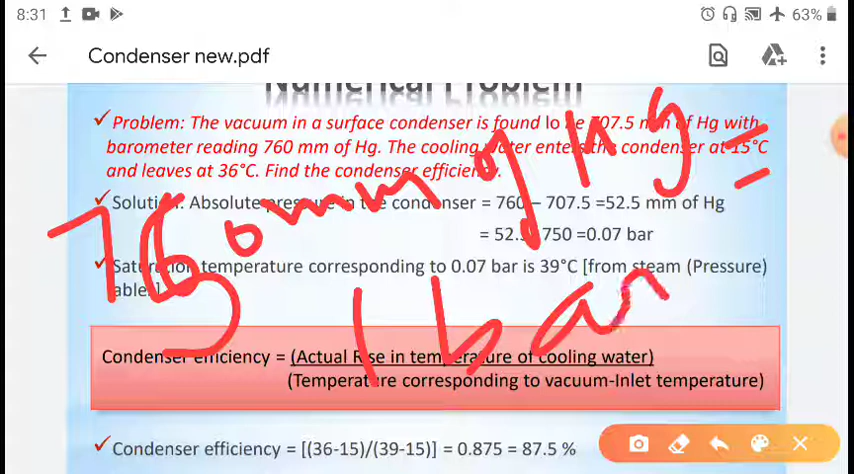 8:31
63%
Condenser new.pdf
Numerical Problem
✓Problem: The vacuum in a surface condenser is found to be 707.5 mm of Hg with
barometer reading 760 mm of Hg. The cooling water enters the condenser at 15°C
and leaves at 36°C. Find the condenser efficiency.
✓Solution: Absolute pressure in the condenser = 760 – 707.5 =52.5 mm of Hg
= 52.5 750 =0.07 bar
✓Saturation temperature corresponding to 0.07 bar is 39°C [from steam (Pressure)
able.]
750 mm of Hg =
1 bar
Condenser efficiency = (Actual Rise in temperature of cooling water)
(Temperature corresponding to vacuum-Inlet temperature)
✓Condenser efficiency = [(36-15)/(39-15)] = 0.875 = 87.5 %